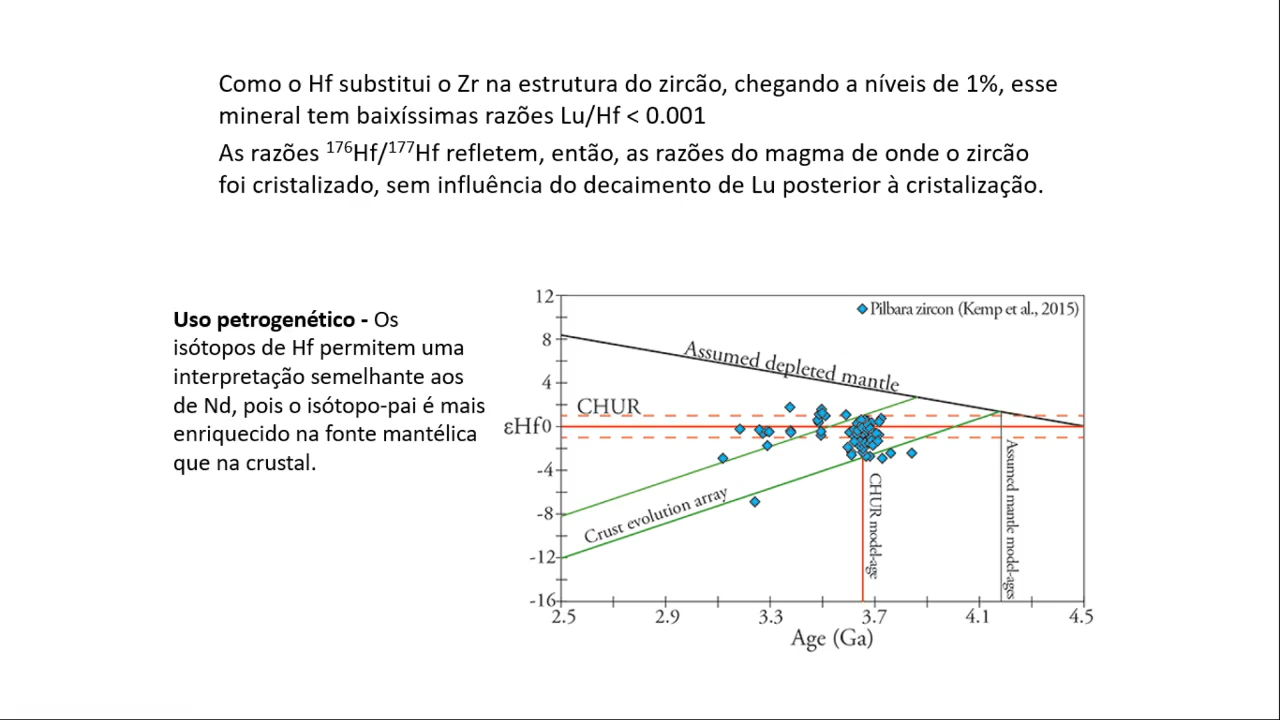 Como o Hf substitui o Zr na estrutura do zircão, chegando a níveis de 1%, esse
mineral tem baixíssimas razões Lu/Hf < 0.001
As razões ¹⁷⁶Hf/¹⁷⁷Hf refletem, então, as razões do magma de onde o zircão
foi cristalizado, sem influência do decaimento de Lu posterior à cristalização.
Uso petrogenético - Os
isótopos de Hf permitem uma
interpretação semelhante aos
de Nd, pois o isótopo-pai é mais
enriquecido na fonte mantélica
que na crustal.
12
8
4
εHf0
-4
-8
-12
-16
Pilbara zircon (Kemp et al., 2015)
Assumed depleted mantle
CHUR
Crust evolution array
CHUR model-age
Assumed mantle model-ages
2.5
2.9
3.3
3.7
4.1
4.5
Age (Ga)